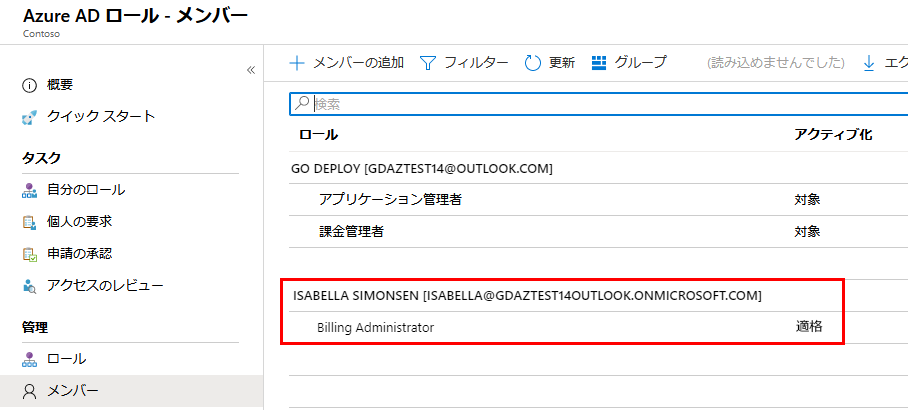 Azure AD ロール - メンバー
Contoso
«
概要
クイック スタート
タスク
自分のロール
個人の要求
申請の承認
アクセスのレビュー
管理
ロール
メンバー
メンバーの追加 フィルター 更新 グループ (読み込めませんでした) エク
検索
ロール アクティブ化
GO DEPLOY [GDAZTEST14@OUTLOOK.COM]
アプリケーション管理者 対象
課金管理者 対象
ISABELLA SIMONSEN [ISABELLA@GDAZTEST14OUTLOOK.ONMICROSOFT.COM]
Billing Administrator 適格